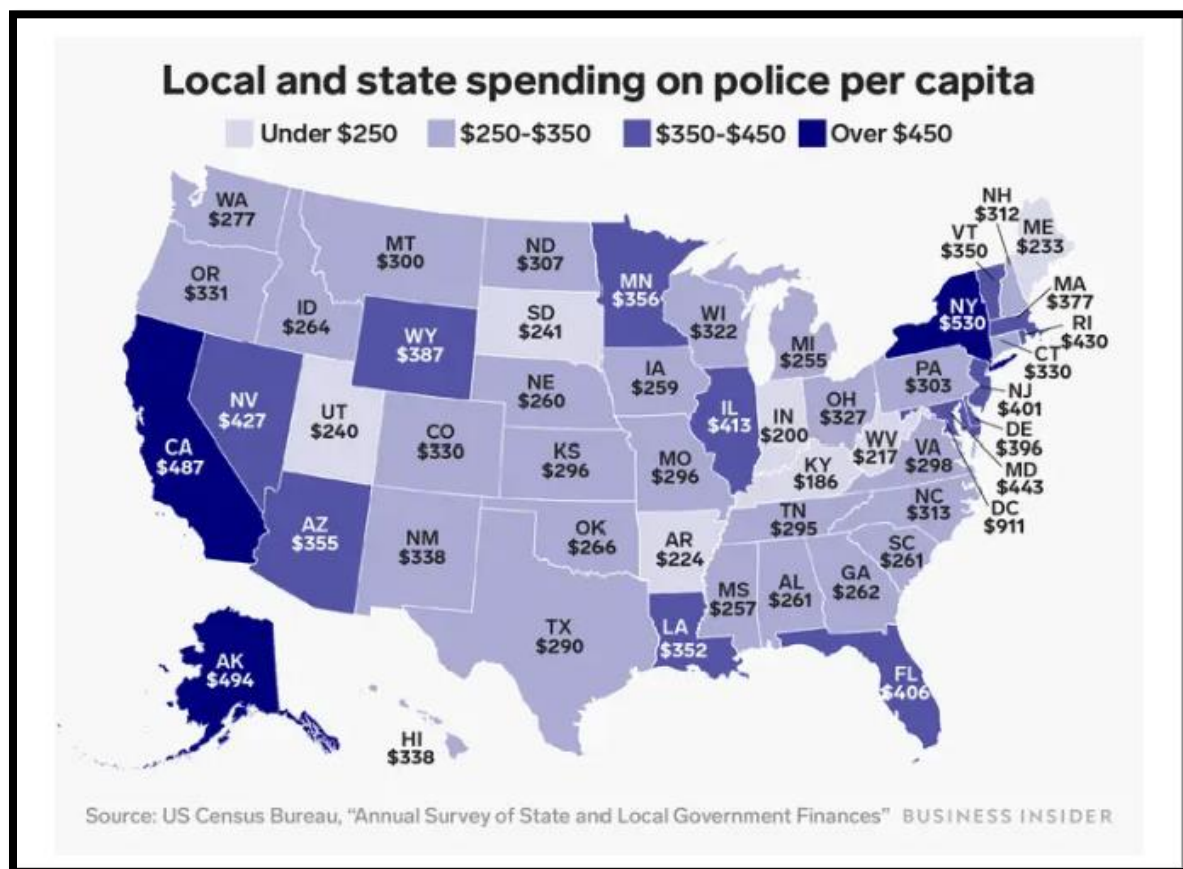 Local and state spending on police per capita
Under $250 $250-$350 $350-$450 Over $450
WA
$277
OR
$331
ID
$264
MT
$300
ND
$307
MN
$356
SD
$241
WY
$387
WI
$322
MI
$255
NH
$312
VT
$350
ME
$233
NY
$530
MA
$377
RI
$430
CT
$330
NJ
$401
DE
$396
MD
$443
DC
$911
PA
$303
NV
$427
UT
$240
CA
$487
CO
$330
NE
$260
IA
$259
KS
$296
MO
$296
IL
$413
IN
$200
OH
$327
WV
$217
VA
$298
KY
$186
NC
$313
TN
$295
SC
$261
AZ
$355
NM
$338
OK
$266
AR
$224
MS
$257
AL
$261
GA
$262
TX
$290
LA
$352
FL
$406
AK
$494
HI
$338
Source: US Census Bureau, “Annual Survey of State and Local Government Finances” BUSINESS INSIDER